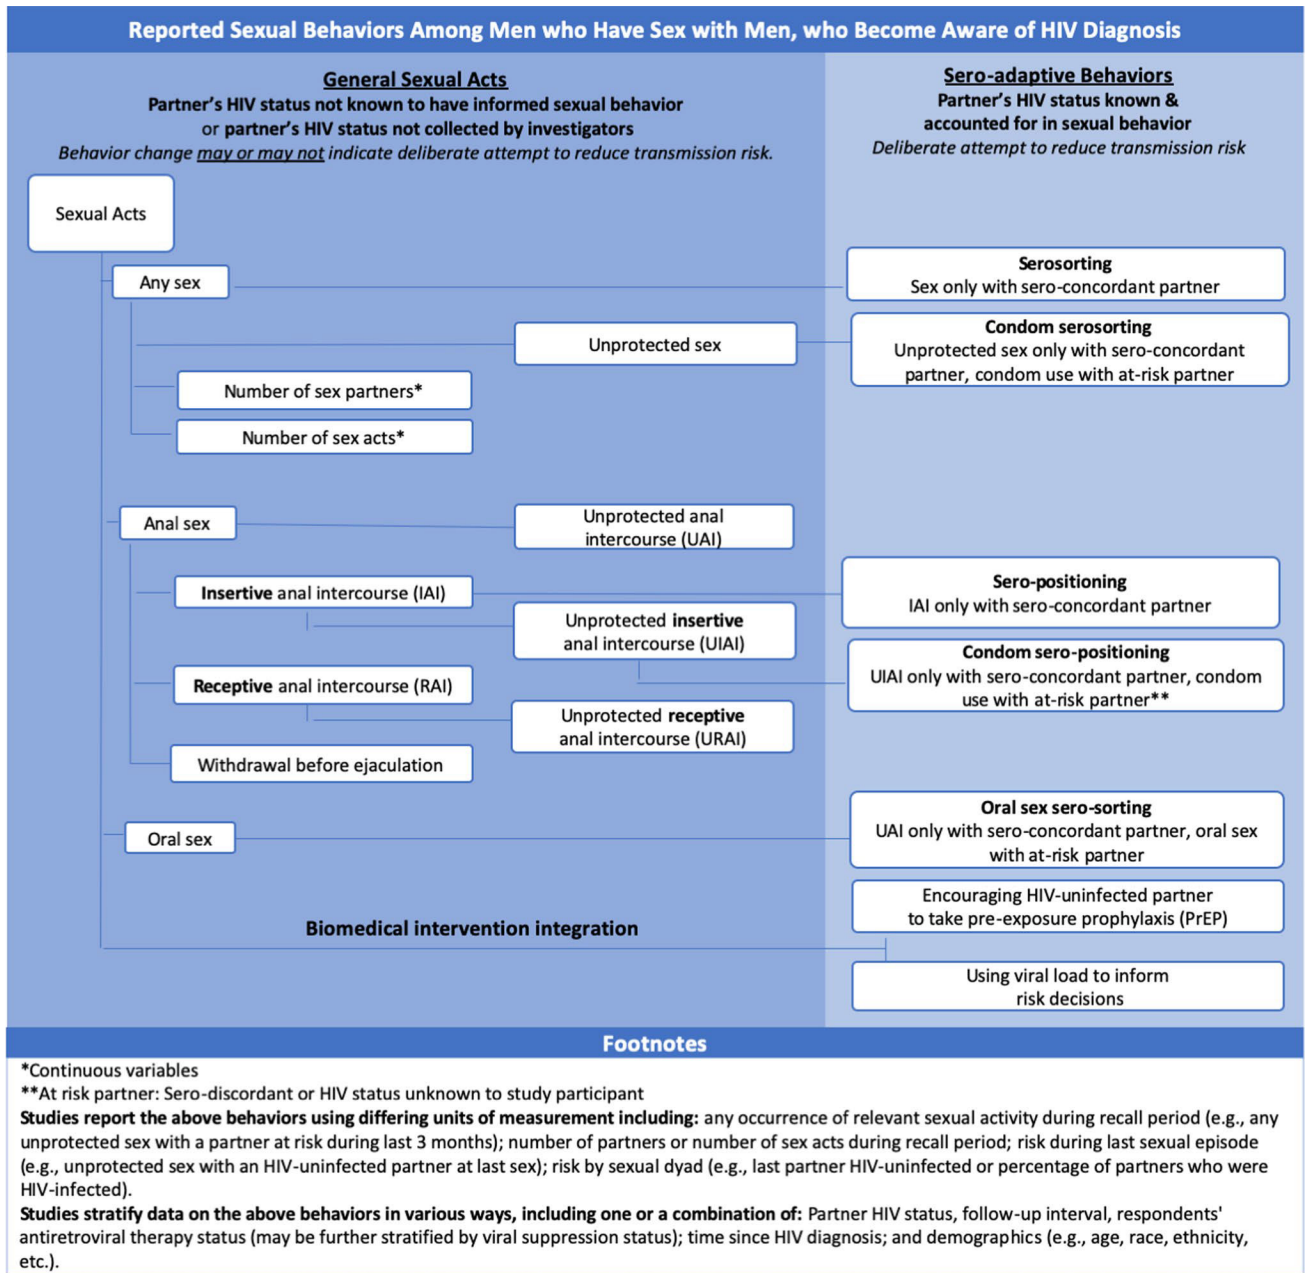 Reported Sexual Behaviors Among Men who Have Sex with Men, who Become Aware of HIV Diagnosis
General Sexual Acts
Partner's HIV status not known to have informed sexual behavior
or partner's HIV status not collected by investigators
Behavior change may or may not indicate deliberate attempt to reduce transmission risk.
Sero-adaptive Behaviors
Partner's HIV status known &
accounted for in sexual behavior
Deliberate attempt to reduce transmission risk
Sexual Acts
Any sex
Serosorting
Sex only with sero-concordant partner
Unprotected sex
Condom serosorting
Unprotected sex only with sero-concordant
partner, condom use with at-risk partner
Number of sex partners*
Number of sex acts*
Anal sex
Unprotected anal
intercourse (UAI)
Insertive anal intercourse (IAI)
Sero-positioning
IAI only with sero-concordant partner
Unprotected insertive
anal intercourse (UIAI)
Condom sero-positioning
UIAI only with sero-concordant partner, condom
use with at-risk partner**
Receptive anal intercourse (RAI)
Unprotected receptive
anal intercourse (URAI)
Withdrawal before ejaculation
Oral sex
Oral sex sero-sorting
UAI only with sero-concordant partner, oral sex
with at-risk partner
Biomedical intervention integration
Encouraging HIV-uninfected partner
to take pre-exposure prophylaxis (PrEP)
Using viral load to inform
risk decisions
Footnotes
*Continuous variables
**At risk partner: Sero-discordant or HIV status unknown to study participant
Studies report the above behaviors using differing units of measurement including: any occurrence of relevant sexual activity during recall period (e.g., any
unprotected sex with a partner at risk during last 3 months); number of partners or number of sex acts during recall period; risk during last sexual episode
(e.g., unprotected sex with an HIV-uninfected partner at last sex); risk by sexual dyad (e.g., last partner HIV-uninfected or percentage of partners who were
HIV-infected).
Studies stratify data on the above behaviors in various ways, including one or a combination of: Partner HIV status, follow-up interval, respondents'
antiretroviral therapy status (may be further stratified by viral suppression status); time since HIV diagnosis; and demographics (e.g., age, race, ethnicity,
etc.).